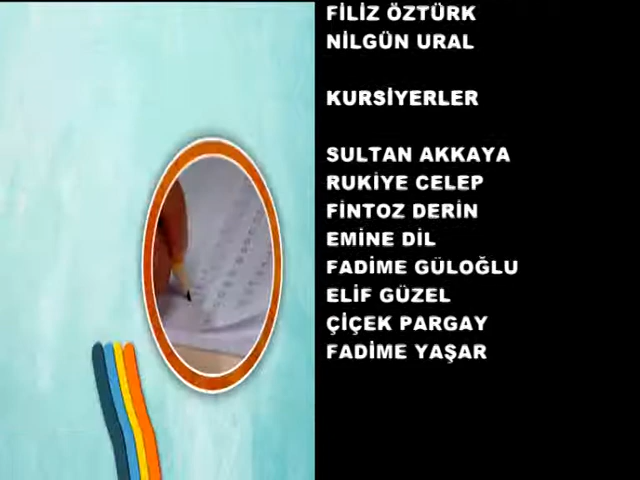 FİLİZ ÖZTÜRK
NİLGÜN URAL
KURSİYERLER
SULTAN AKKAYA
RUKİYE CELEP
FİNTOZ DERİN
EMİNE DİL
FADİME GÜLOĞLU
ELİF GÜZEL
ÇİÇEK PARGAY
FADİME YAŞAR